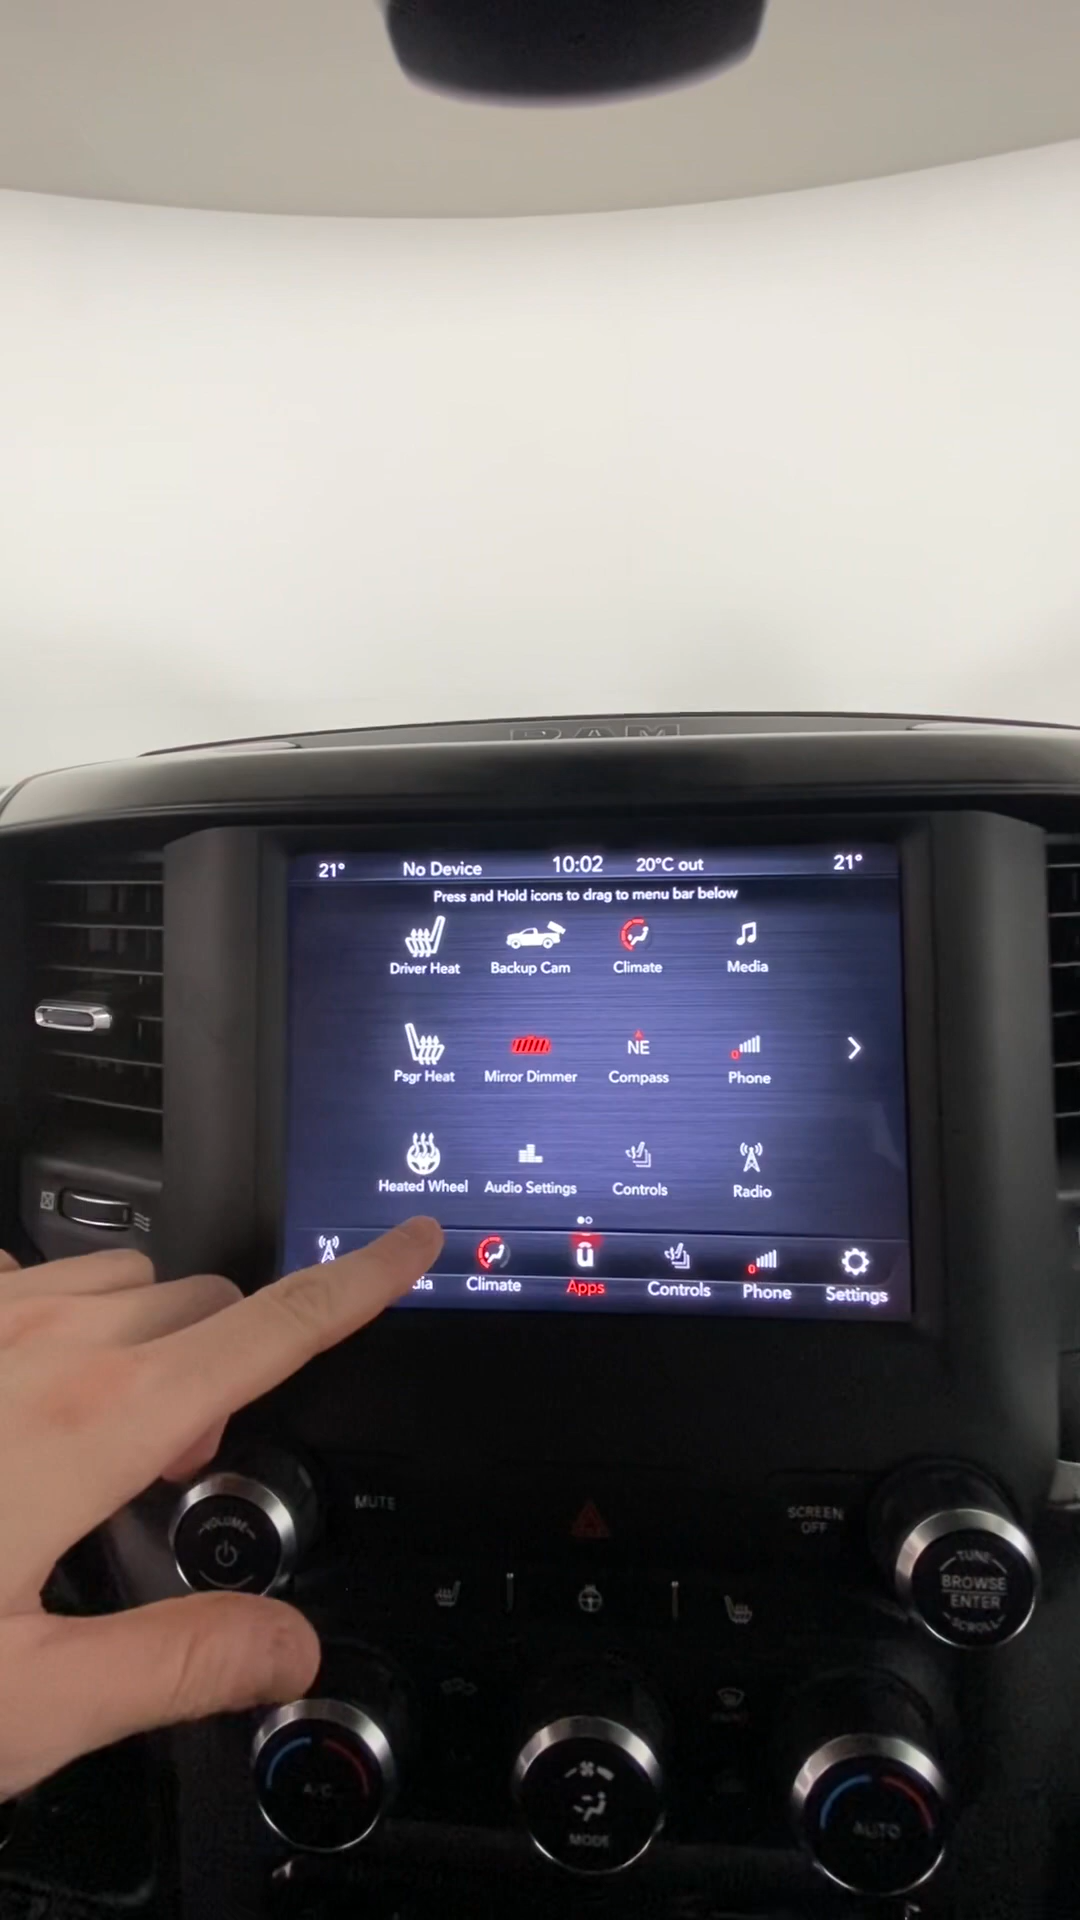 RAM
21° No Device 10:02 20°C out 21°
Press and Hold icons to drag to menu bar below
Driver Heat Backup Cam Climate Media
NE
Psgr Heat Mirror Dimmer Compass 0 Phone
Heated Wheel Audio Settings Controls Radio
dia Climate Apps Controls 0 Phone Settings
MUTE
SCREEN
OFF
VOLUME
TUNE
BROWSE
ENTER
SCROLL
A/C
MODE
AUTO